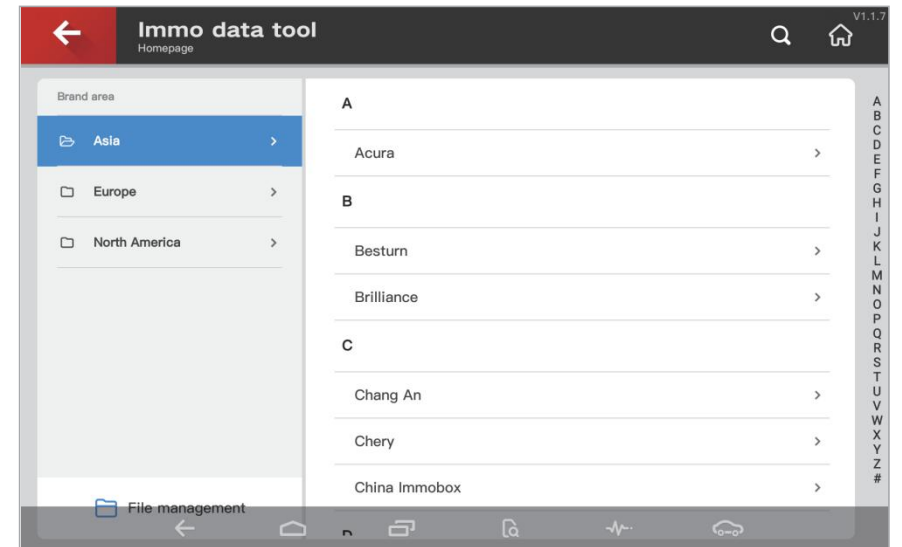 Immo data tool
Homepage
V1.1.7
Brand area
Asia
Europe
North America
File management
A
Acura
B
Besturn
Brilliance
C
Chang An
Chery
China Immobox
A
B
C
D
E
F
G
H
I
J
K
L
M
N
O
P
Q
R
S
T
U
V
W
X
Y
Z
#